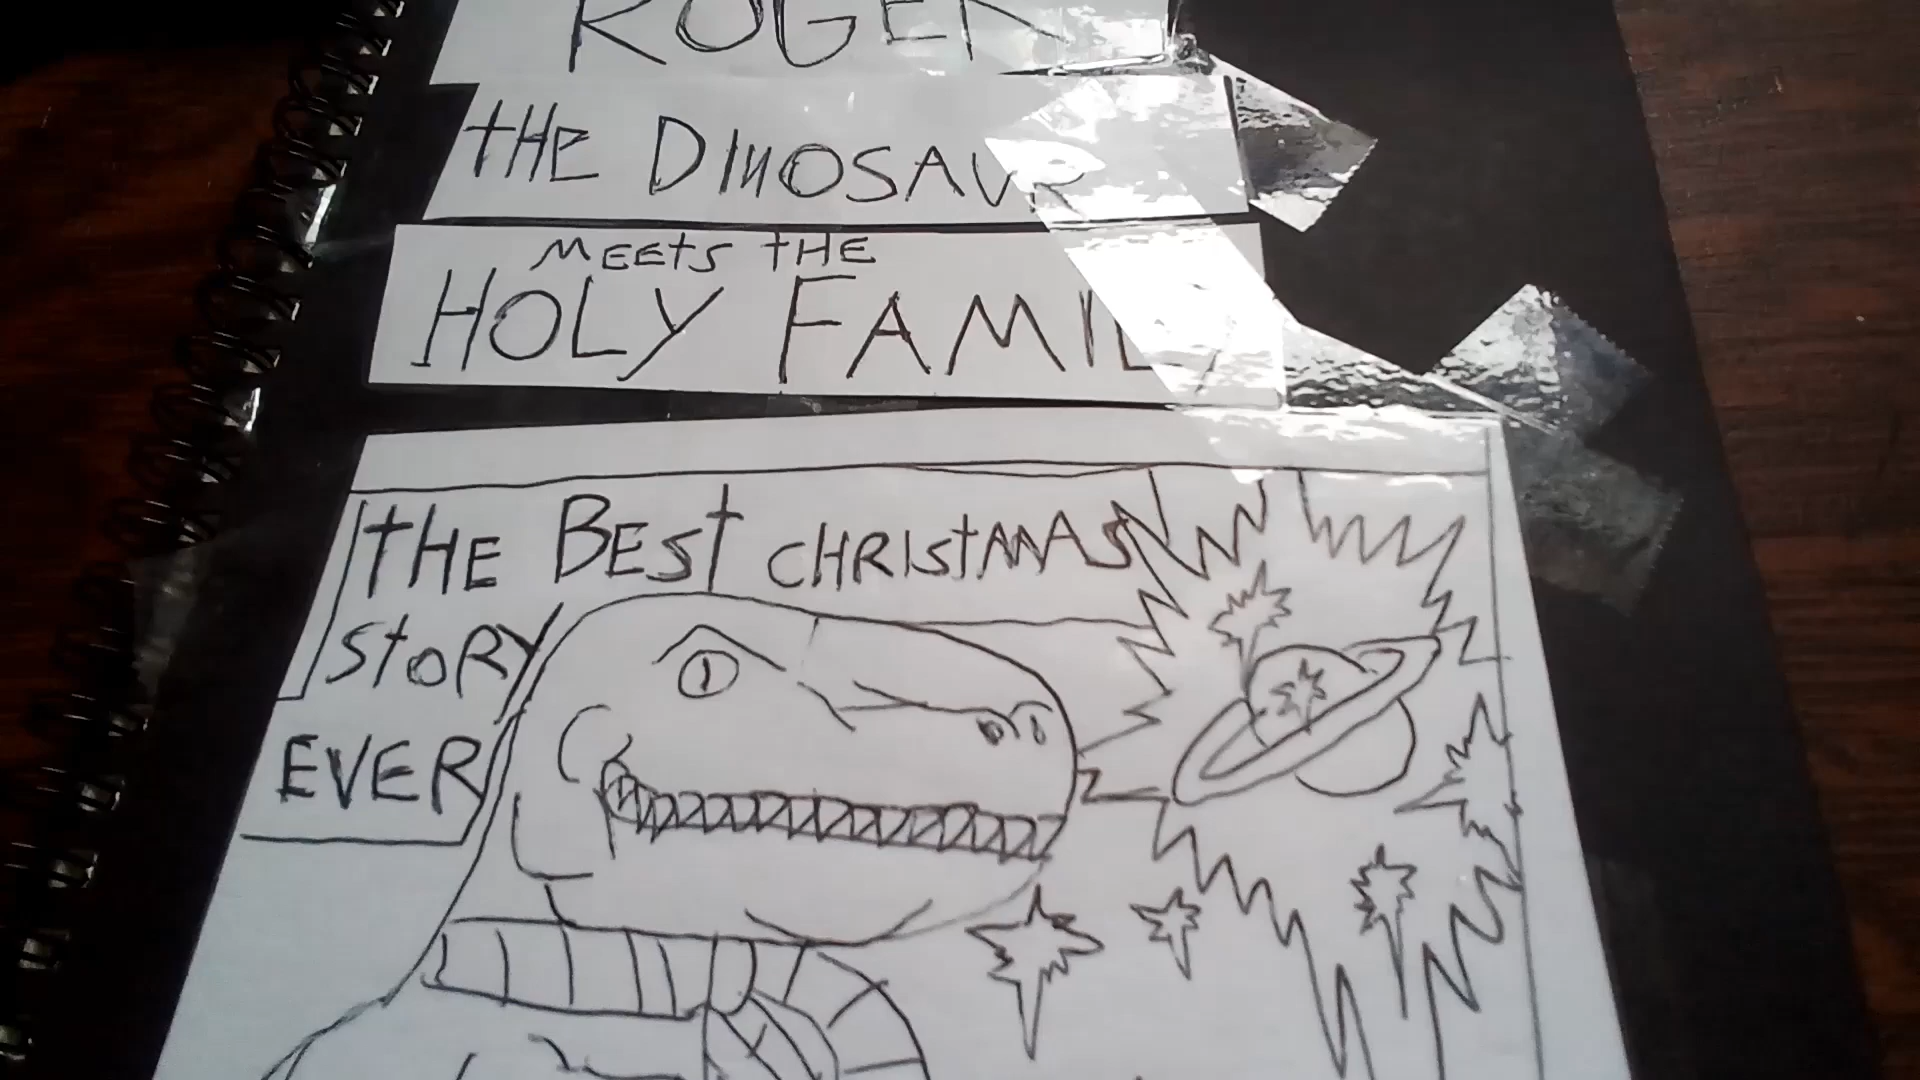 ROGER
tHE DINOSAUR
MEEtS tHE
HOLY FAMILY
tHE BESt CHRIStMAS
StORY
EVER